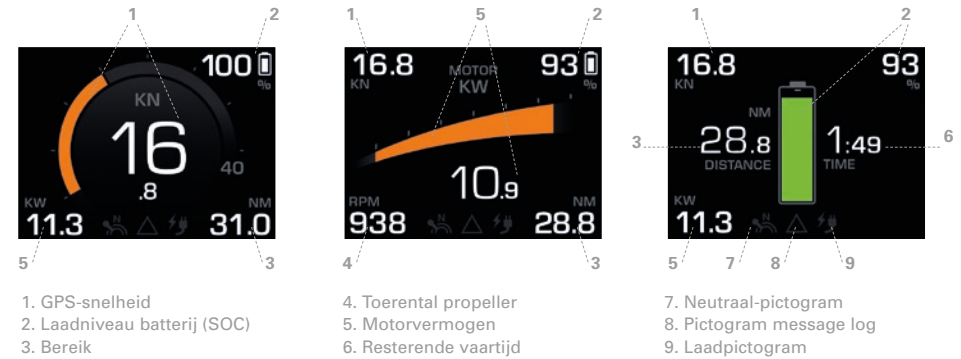 1 2
100 %
KN
16.8
40
KW NM
11.3 31.0
5 3
1 5 2
16.8 KN
MOTOR KW
93 %
10.9
RPM NM
938 28.8
4 3
1 2
16.8 KN
93 %
NM
3 28.8 1:49 6
DISTANCE TIME
KW
11.3
N
5 7 8 9
1. GPS-snelheid
2. Laadniveau batterij (SOC)
3. Bereik
4. Toerental propeller
5. Motorvermogen
6. Resterende vaartijd
7. Neutraal-pictogram
8. Pictogram message log
9. Laadpictogram